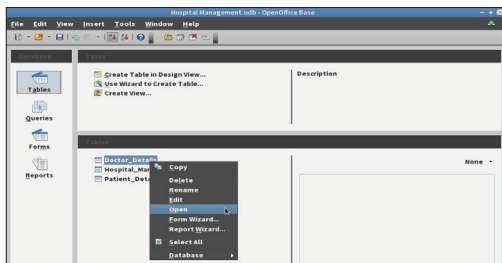 Hospital Management.odb - OpenOffice Base
File Edit View Insert Tools Window Help
Database
Tasks
Create Table in Design View...
Use Wizard to Create Table...
Create View...
Description
Tables
Queries
Forms
Reports
Tables
Doctor_Details
Hospital_Man
Patient_Deta
None
Copy
Delete
Rename
Edit
Open
Form Wizard...
Report Wizard...
Select All
Database